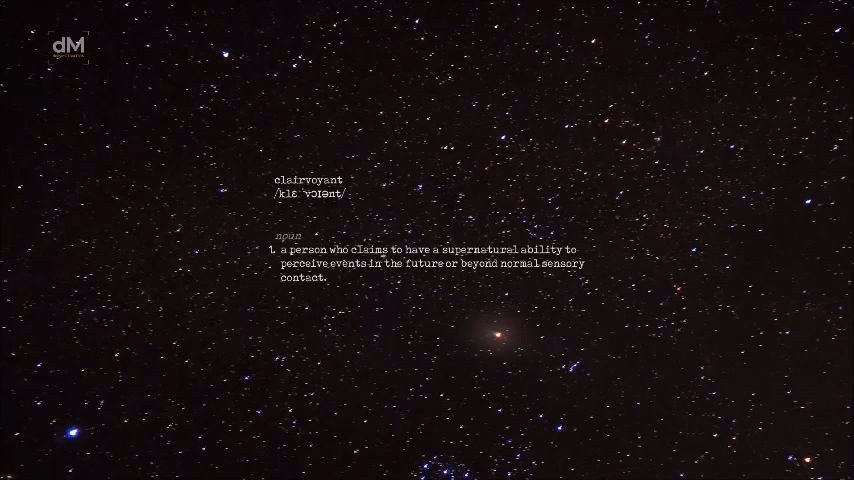 dM
clairvoyant
/klɛːˈvɔɪənt/
noun
1. a person who claims to have a supernatural ability to
perceive events in the future or beyond normal sensory
contact.